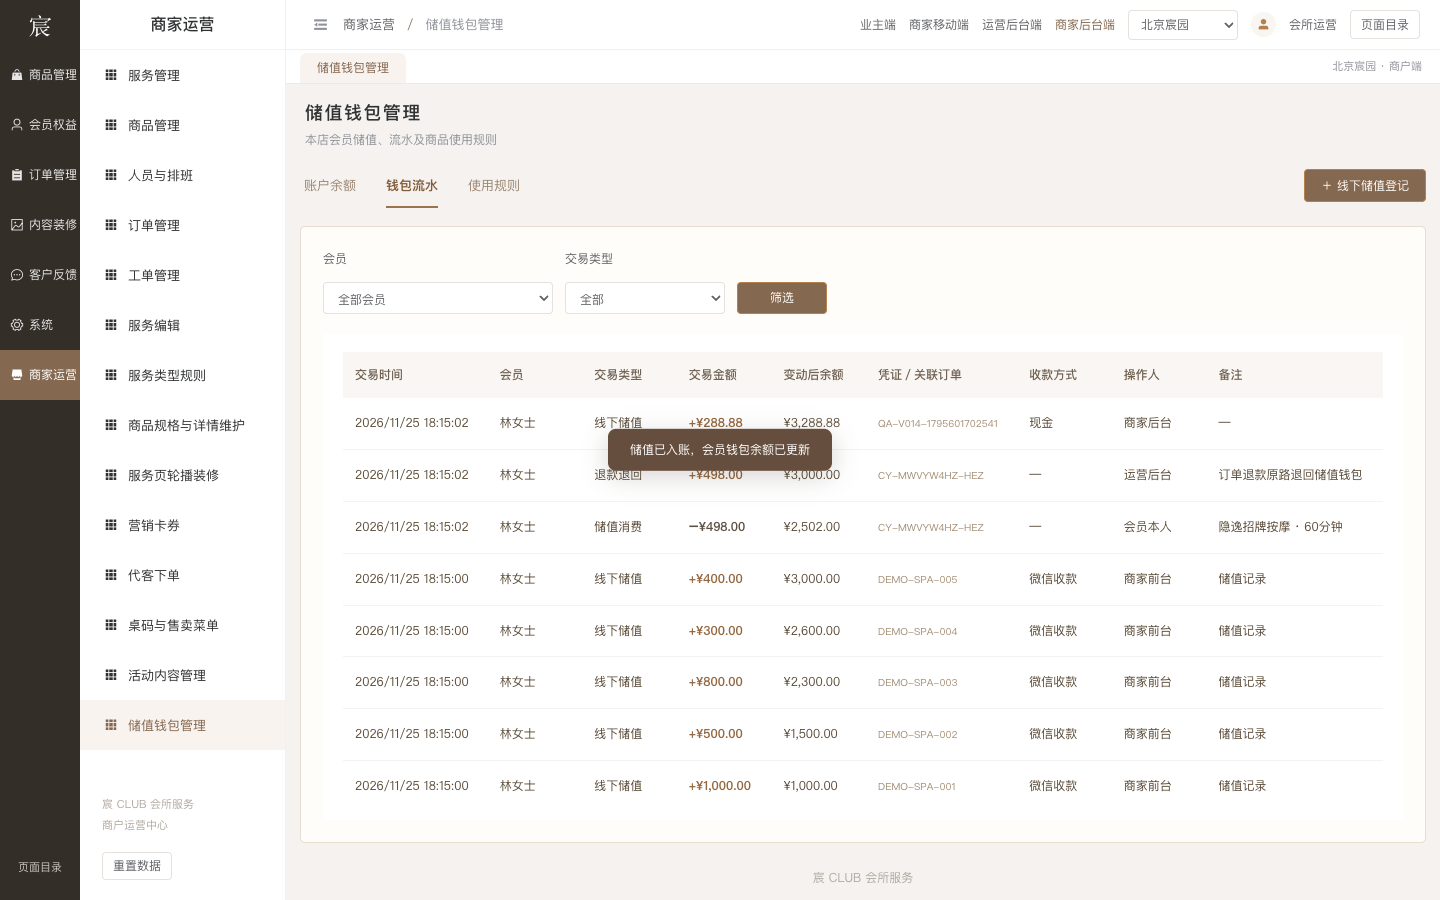 宸
商品管理
会员权益
订单管理
内容装修
客户反馈
系统
商家运营
页面目录
商家运营
服务管理
商品管理
人员与排班
订单管理
工单管理
服务编辑
服务类型规则
商品规格与详情维护
服务页轮播装修
营销卡券
代客下单
桌码与售卖菜单
活动内容管理
储值钱包管理
宸 CLUB 会所服务
商户运营中心
重置数据
商家运营 / 储值钱包管理
业主端 商家移动端 运营后台端 商家后台端 北京宸园 会所运营 页面目录
储值钱包管理
北京宸园 · 商户端
储值钱包管理
本店会员储值、流水及商品使用规则
账户余额 钱包流水 使用规则
+ 线下储值登记
会员 交易类型
全部会员 全部 筛选
交易时间 会员 交易类型 交易金额 变动后余额 凭证 / 关联订单 收款方式 操作人 备注
2026/11/25 18:15:02 林女士 线下储值 +¥288.88 ¥3,288.88 QA-V014-1795601702541 现金 商家后台 —
储值已入账，会员钱包余额已更新
2026/11/25 18:15:02 林女士 退款退回 +¥498.00 ¥3,000.00 CY-MWVYW4HZ-HEZ — 运营后台 订单退款原路退回储值钱包
2026/11/25 18:15:02 林女士 储值消费 —¥498.00 ¥2,502.00 CY-MWVYW4HZ-HEZ — 会员本人 隐逸招牌按摩 · 60分钟
2026/11/25 18:15:00 林女士 线下储值 +¥400.00 ¥3,000.00 DEMO-SPA-005 微信收款 商家前台 储值记录
2026/11/25 18:15:00 林女士 线下储值 +¥300.00 ¥2,600.00 DEMO-SPA-004 微信收款 商家前台 储值记录
2026/11/25 18:15:00 林女士 线下储值 +¥800.00 ¥2,300.00 DEMO-SPA-003 微信收款 商家前台 储值记录
2026/11/25 18:15:00 林女士 线下储值 +¥500.00 ¥1,500.00 DEMO-SPA-002 微信收款 商家前台 储值记录
2026/11/25 18:15:00 林女士 线下储值 +¥1,000.00 ¥1,000.00 DEMO-SPA-001 微信收款 商家前台 储值记录
宸 CLUB 会所服务